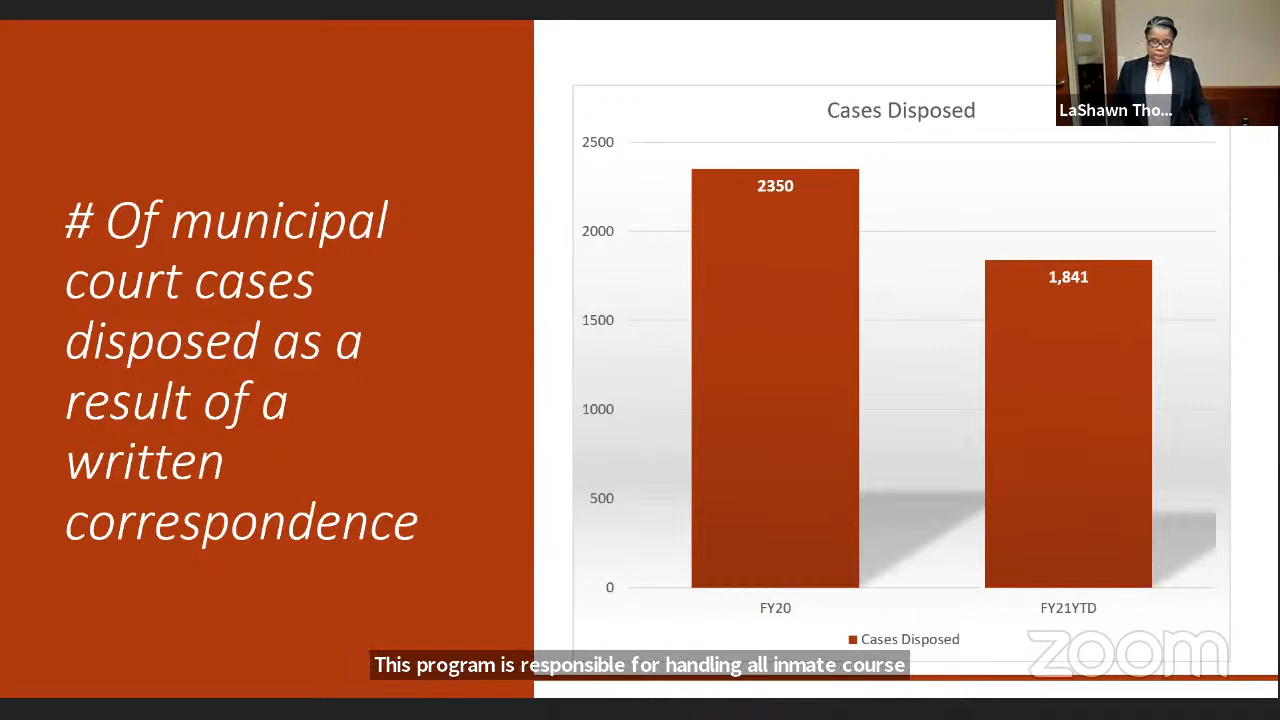 # Of municipal
court cases
disposed as a
result of a
written
correspondence
Cases Disposed
2500
2000
1500
1000
500
0
2350
1,841
FY20
FY21YTD
Cases Disposed
LaShawn Tho...
This program is responsible for handling all inmate course
zoom